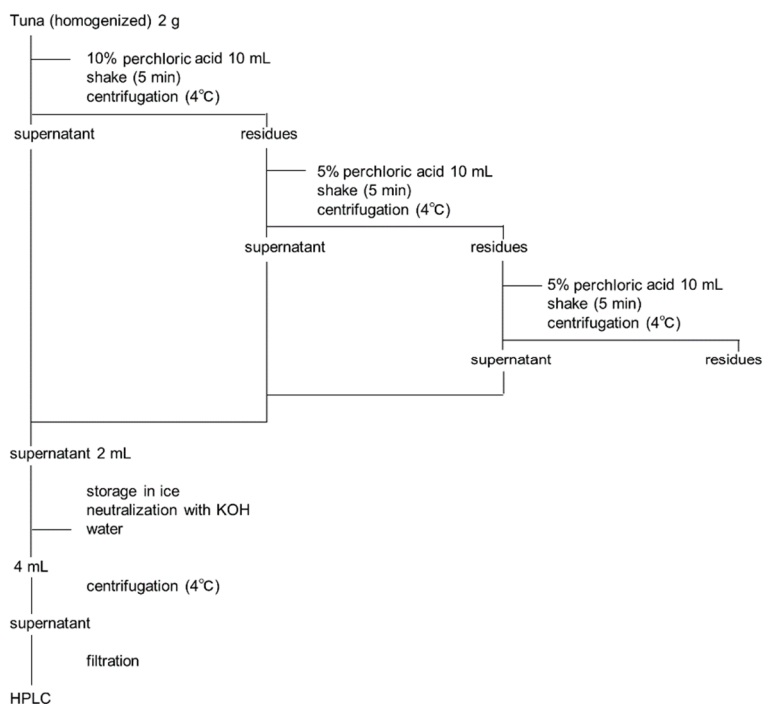 Tuna (homogenized) 2 g
10% perchloric acid 10 mL
shake (5 min)
centrifugation (4℃)
supernatant
residues
5% perchloric acid 10 mL
shake (5 min)
centrifugation (4℃)
supernatant
residues
5% perchloric acid 10 mL
shake (5 min)
centrifugation (4℃)
supernatant
residues
supernatant 2 mL
storage in ice
neutralization with KOH
water
4 mL
centrifugation (4℃)
supernatant
filtration
HPLC